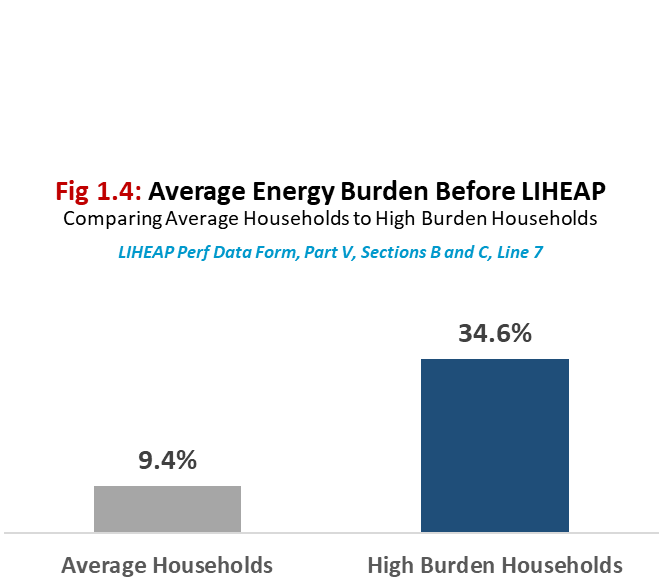 Fig 1.4: Average Energy Burden Before LIHEAP
Comparing Average Households to High Burden Households
LIHEAP Perf Data Form, Part V, Sections B and C, Line 7
34.6%
9.4%
Average Households
High Burden Households